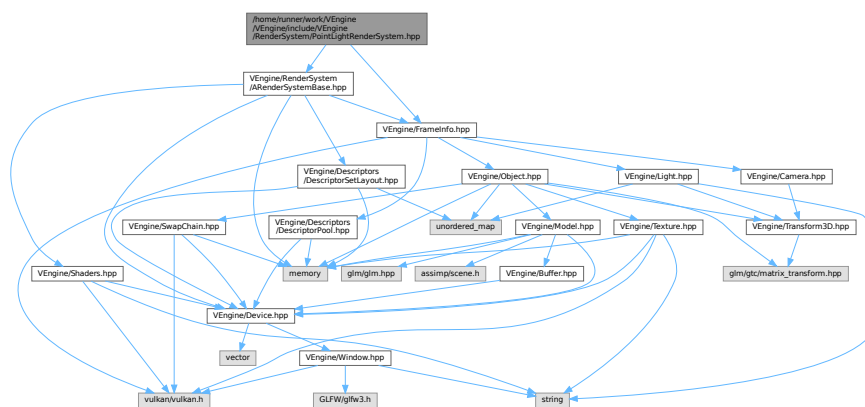 /home/runner/work/VEngine
/VEngine/include/VEngine
/RenderSystem/PointLightRenderSystem.hpp
VEngine/RenderSystem
/ARenderSystemBase.hpp
VEngine/FrameInfo.hpp
VEngine/Descriptors
/DescriptorSetLayout.hpp
VEngine/Object.hpp
VEngine/Light.hpp
VEngine/Camera.hpp
VEngine/SwapChain.hpp
VEngine/Descriptors
/DescriptorPool.hpp
unordered_map
VEngine/Model.hpp
VEngine/Texture.hpp
VEngine/Transform3D.hpp
VEngine/Shaders.hpp
memory
glm/glm.hpp
assimp/scene.h
VEngine/Buffer.hpp
glm/gtc/matrix_transform.hpp
VEngine/Device.hpp
vector
VEngine/Window.hpp
vulkan/vulkan.h
GLFW/glfw3.h
string